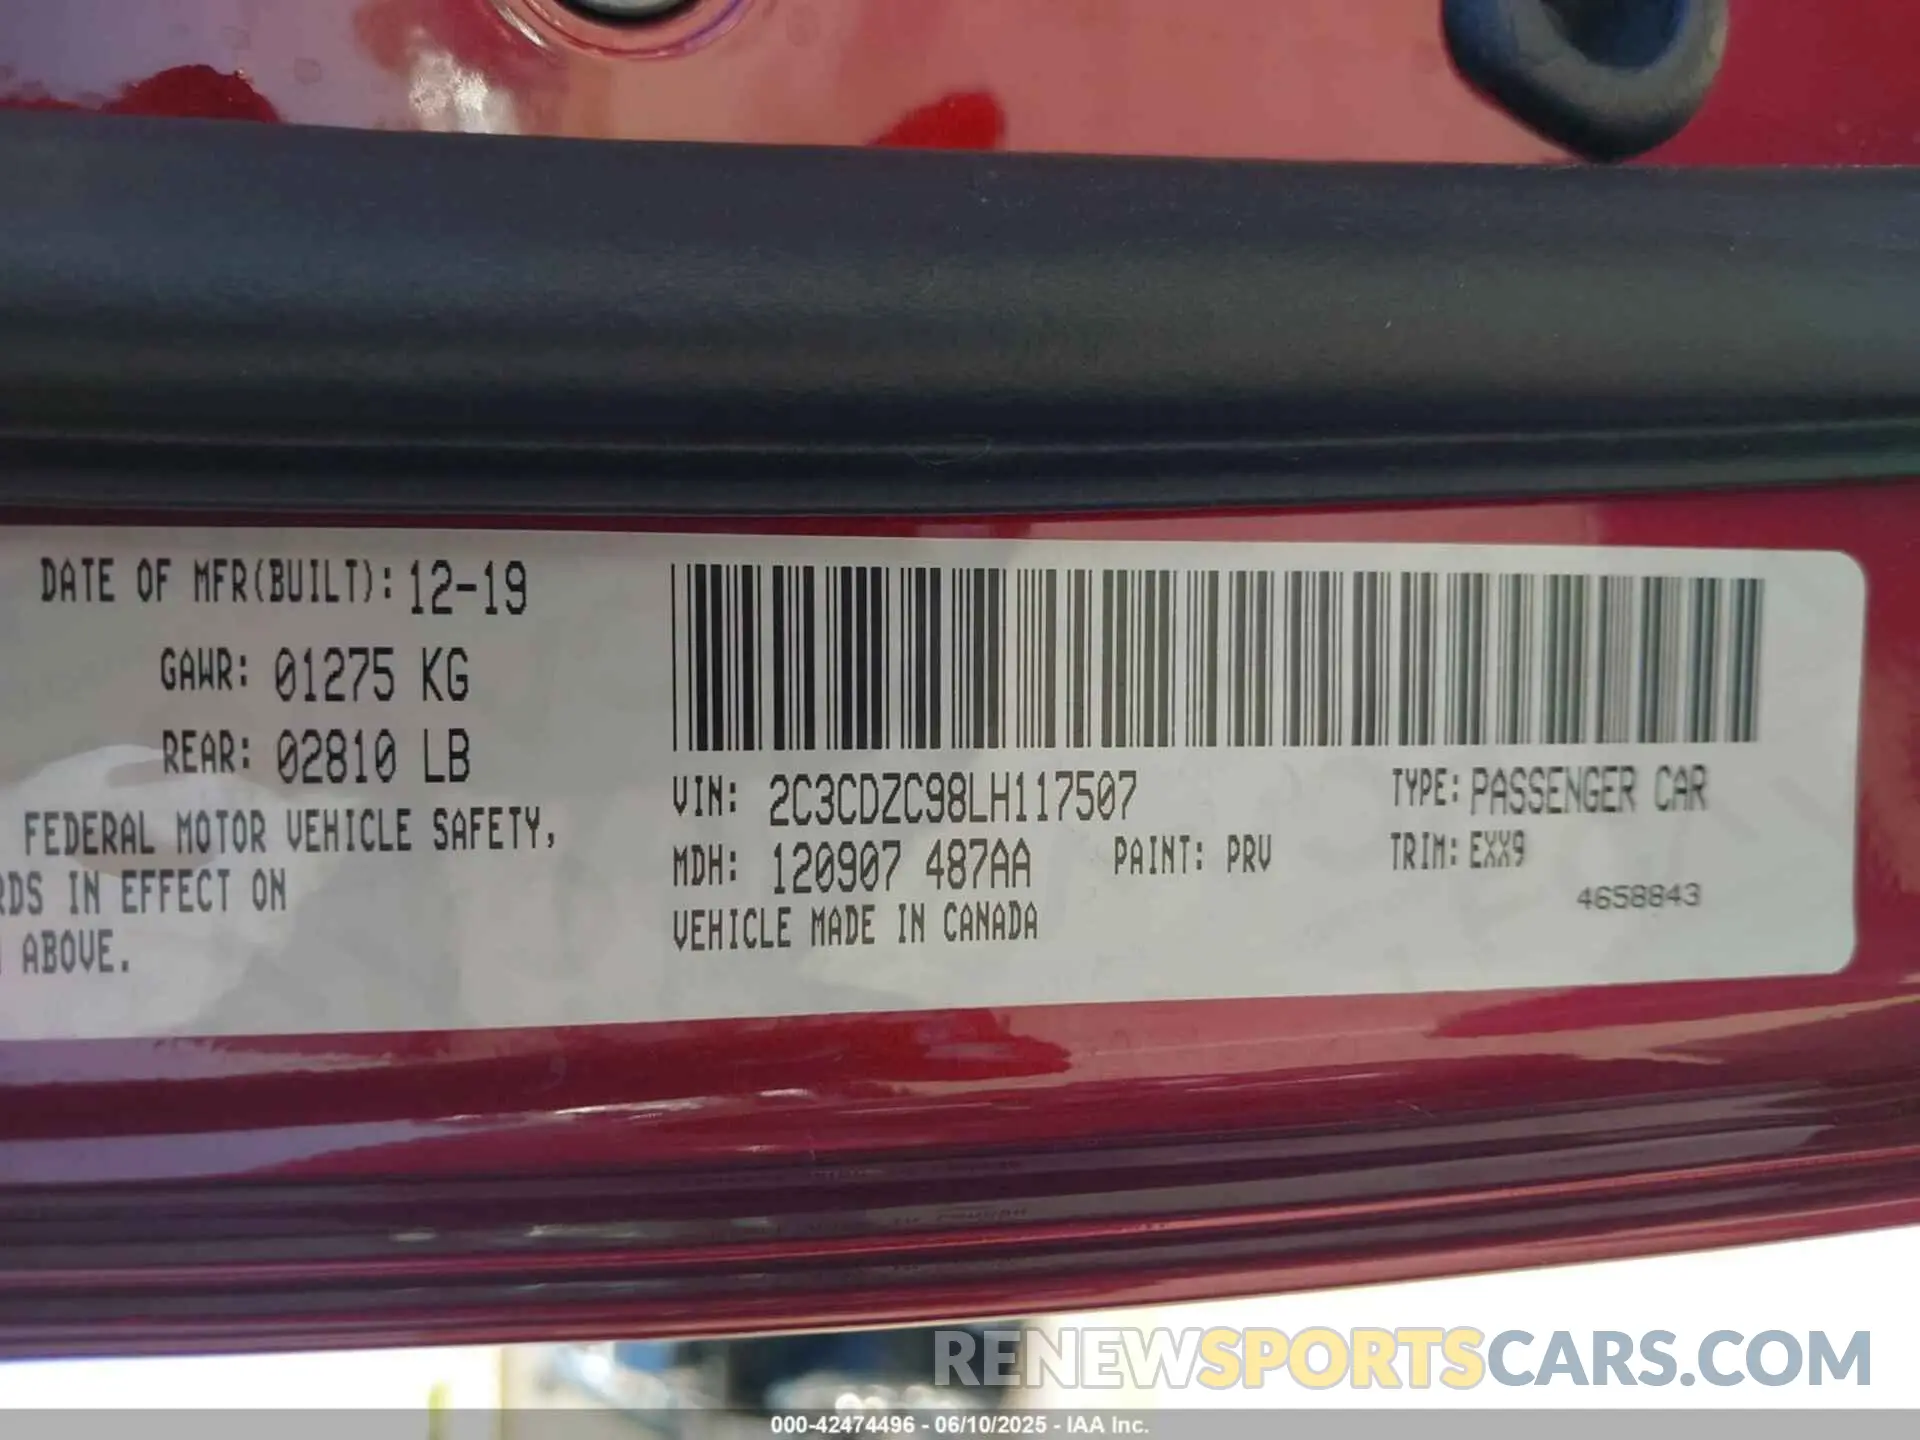 DATE OF MFR(BUILT): 12-19
GAWR: 01275 KG
REAR: 02810 LB
FEDERAL MOTOR VEHICLE SAFETY,
RDS IN EFFECT ON
ABOVE.
VIN: 2C3CDZC98LH117507
TYPE: PASSENGER CAR
MDH: 120907 487AA
PAINT: PRV
TRIM: EXX9
VEHICLE MADE IN CANADA
4658843
RENEWSPORTSCARS.COM
000-42474496 - 06/10/2025 - IAA Inc.